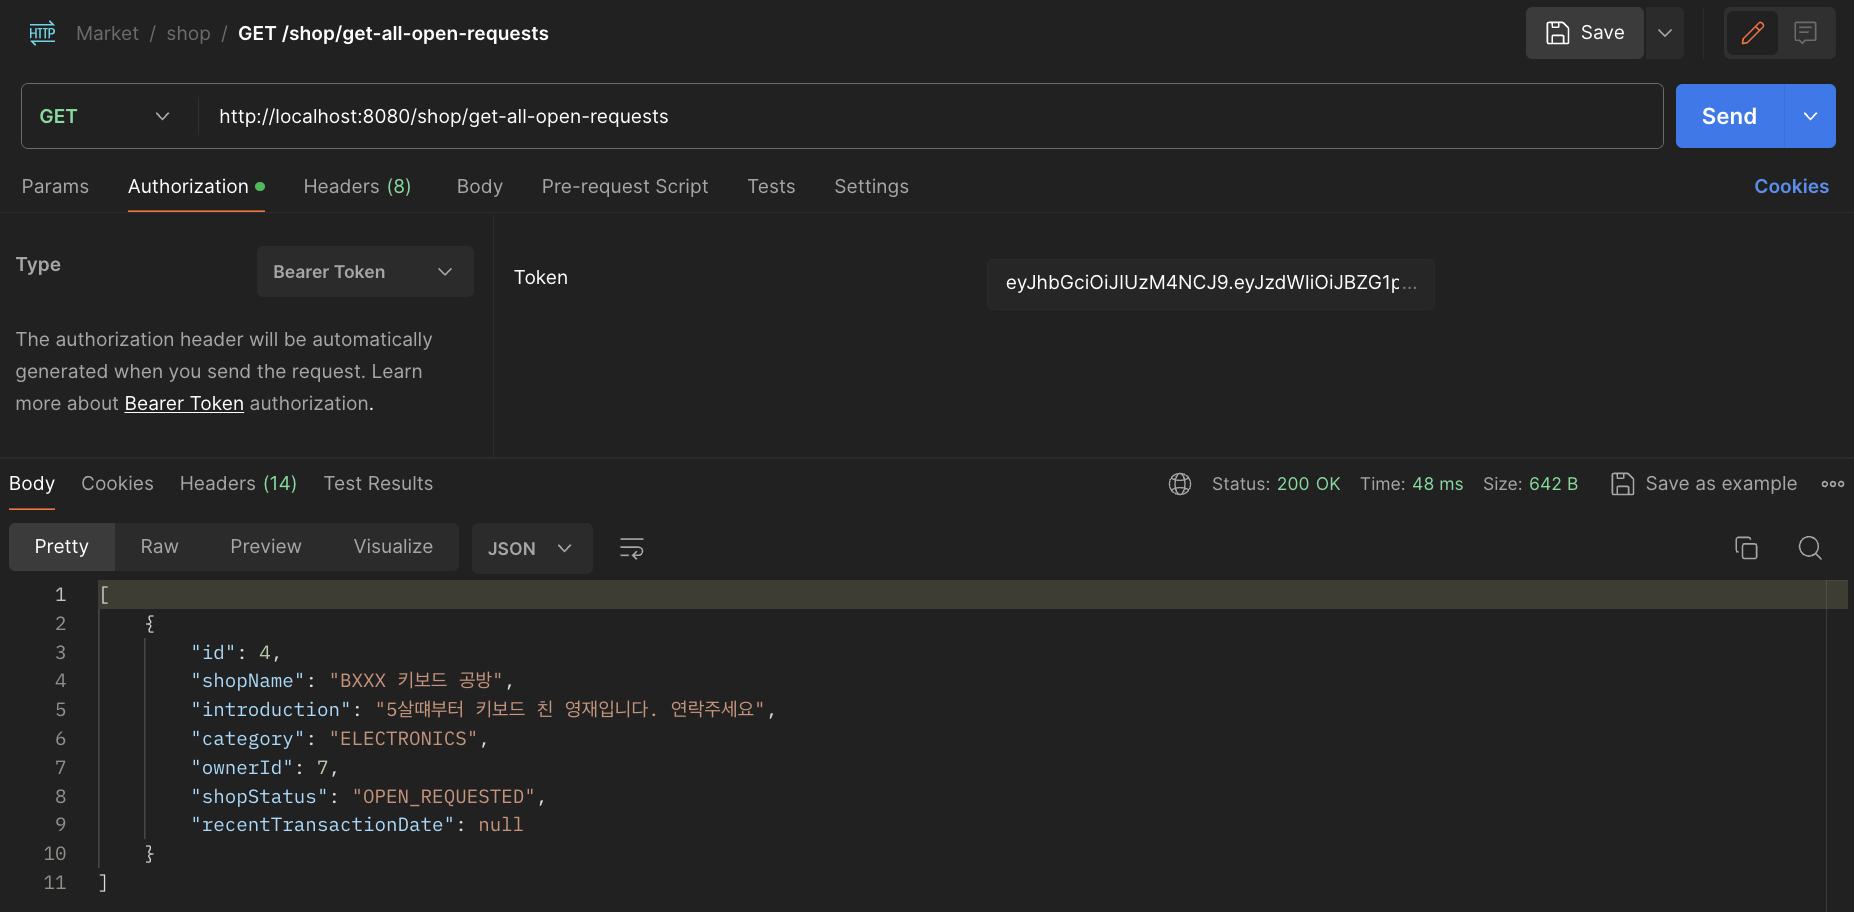 HTTP Market / shop / GET /shop/get-all-open-requests Save
GET http://localhost:8080/shop/get-all-open-requests Send
Params Authorization Headers (8) Body Pre-request Script Tests Settings Cookies
Type Bearer Token Token eyJhbGciOiJIUzM4NCJ9.eyJzdWIiOiJBZG1p...
The authorization header will be automatically
generated when you send the request. Learn
more about Bearer Token authorization.
Body Cookies Headers (14) Test Results Status: 200 OK Time: 48 ms Size: 642 B Save as example
Pretty Raw Preview Visualize JSON
1 [
2 {
3 "id": 4,
4 "shopName": "BXXX 키보드 공방",
5 "introduction": "5살떄부터 키보드 친 영재입니다. 연락주세요",
6 "category": "ELECTRONICS",
7 "ownerId": 7,
8 "shopStatus": "OPEN_REQUESTED",
9 "recentTransactionDate": null
10 }
11 ]